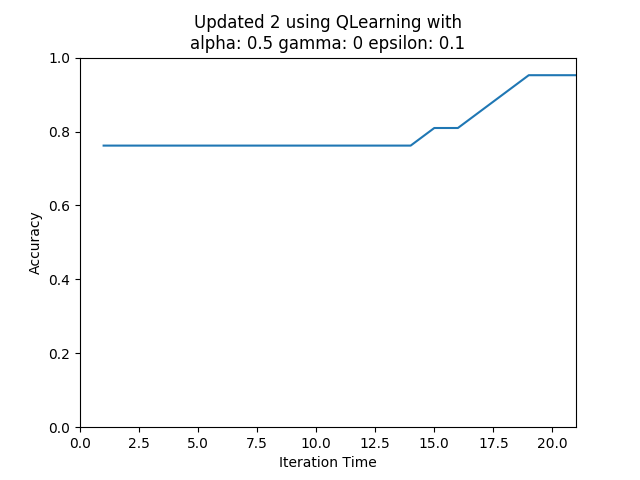 Updated 2 using QLearning with
alpha: 0.5 gamma: 0 epsilon: 0.1
1.0
0.8
0.6
0.4
0.2
0.0
Accuracy
0.0 2.5 5.0 7.5 10.0 12.5 15.0 17.5 20.0
Iteration Time